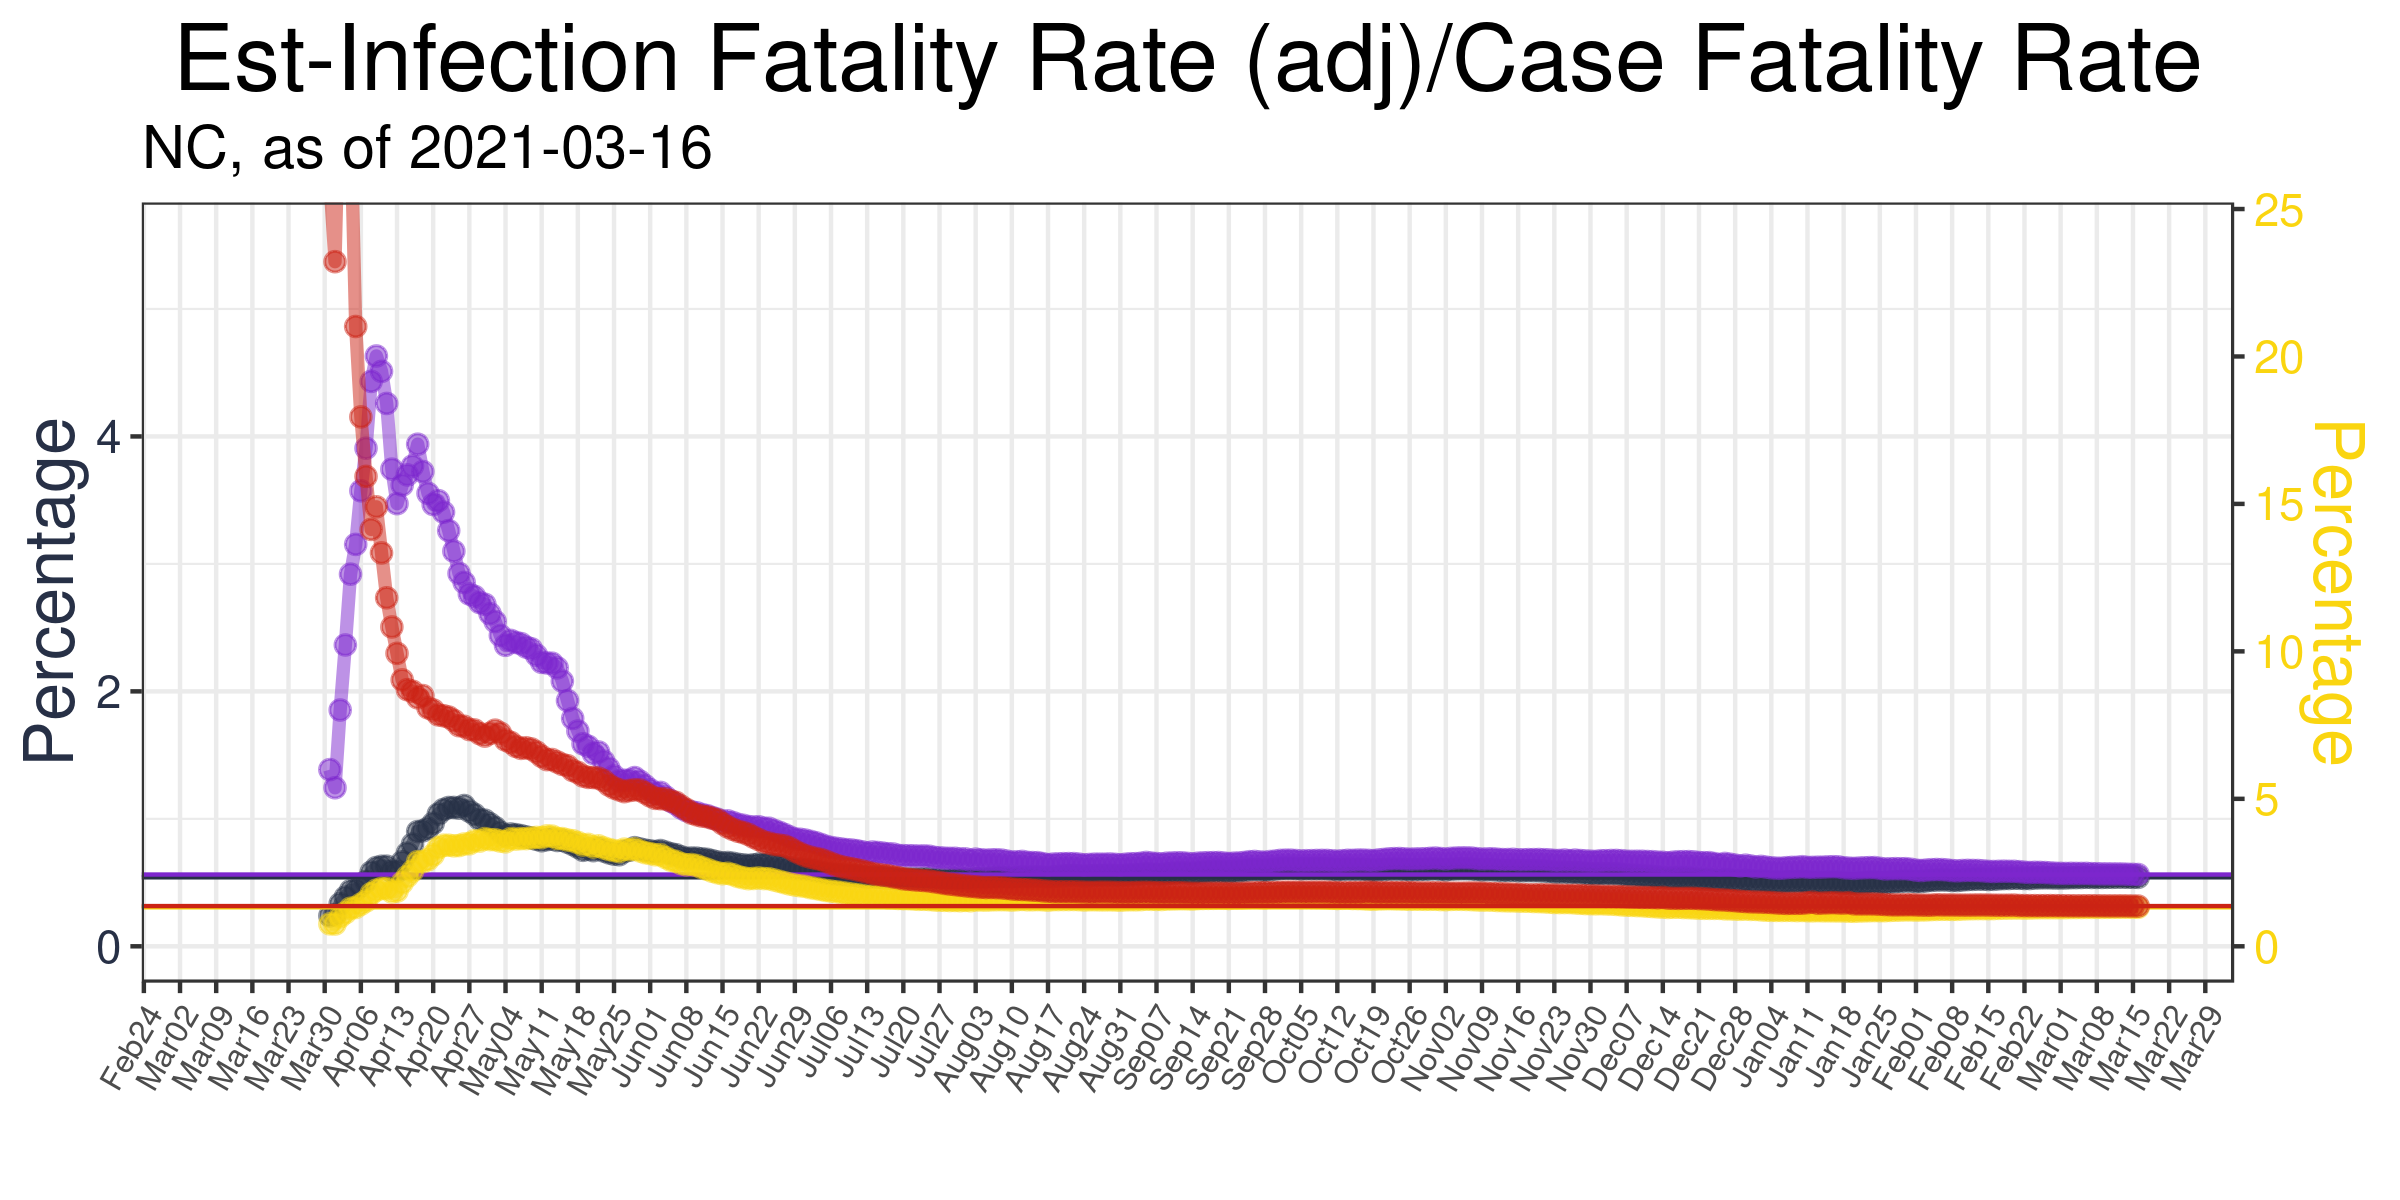 Est-Infection Fatality Rate (adj)/Case Fatality Rate
NC, as of 2021-03-16
Percentage
4
2
0
25
20
15
10
5
0
Percentage
Feb24
Mar02
Mar09
Mar16
Mar23
Mar30
Apr06
Apr13
Apr20
Apr27
May04
May11
May18
May25
Jun01
Jun08
Jun15
Jun22
Jun29
Jul06
Jul13
Jul20
Jul27
Aug03
Aug10
Aug17
Aug24
Aug31
Sep07
Sep14
Sep21
Sep28
Oct05
Oct12
Oct19
Oct26
Nov02
Nov09
Nov16
Nov23
Nov30
Dec07
Dec14
Dec21
Dec28
Jan04
Jan11
Jan18
Jan25
Feb01
Feb08
Feb15
Feb22
Mar01
Mar08
Mar15
Mar22
Mar29